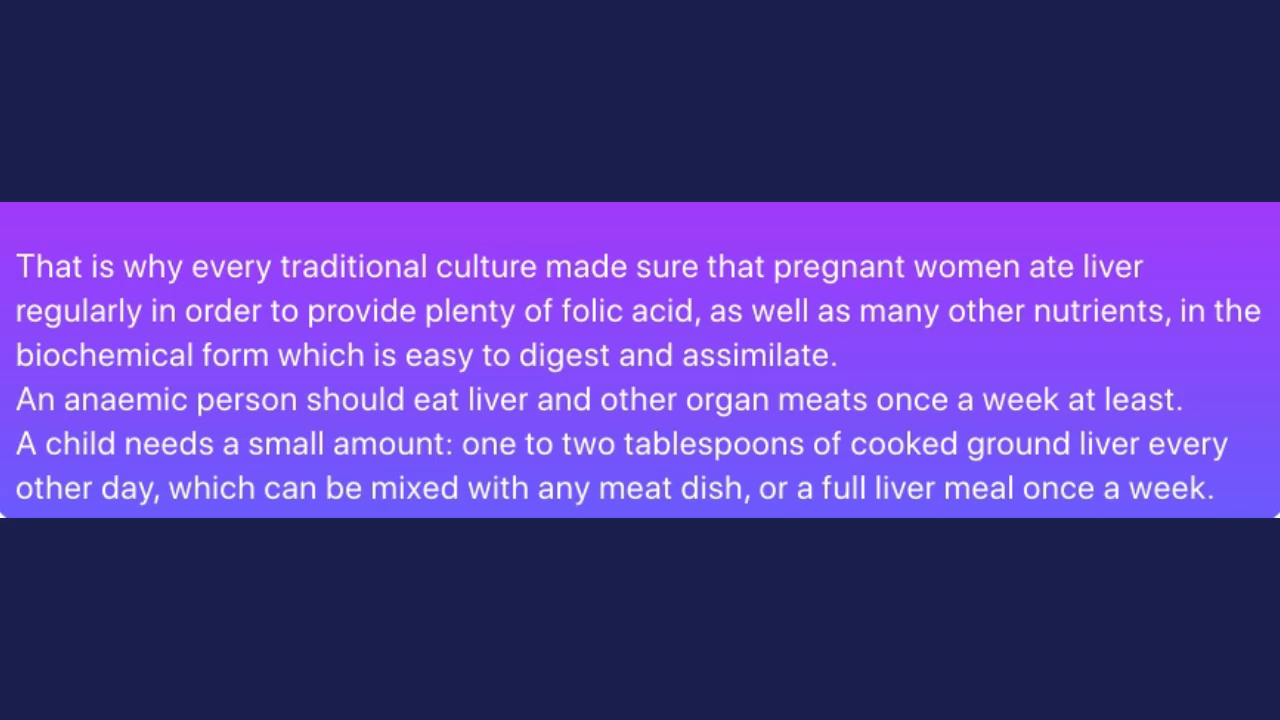 That is why every traditional culture made sure that pregnant women ate liver
regularly in order to provide plenty of folic acid, as well as many other nutrients, in the
biochemical form which is easy to digest and assimilate.
An anaemic person should eat liver and other organ meats once a week at least.
A child needs a small amount: one to two tablespoons of cooked ground liver every
other day, which can be mixed with any meat dish, or a full liver meal once a week.